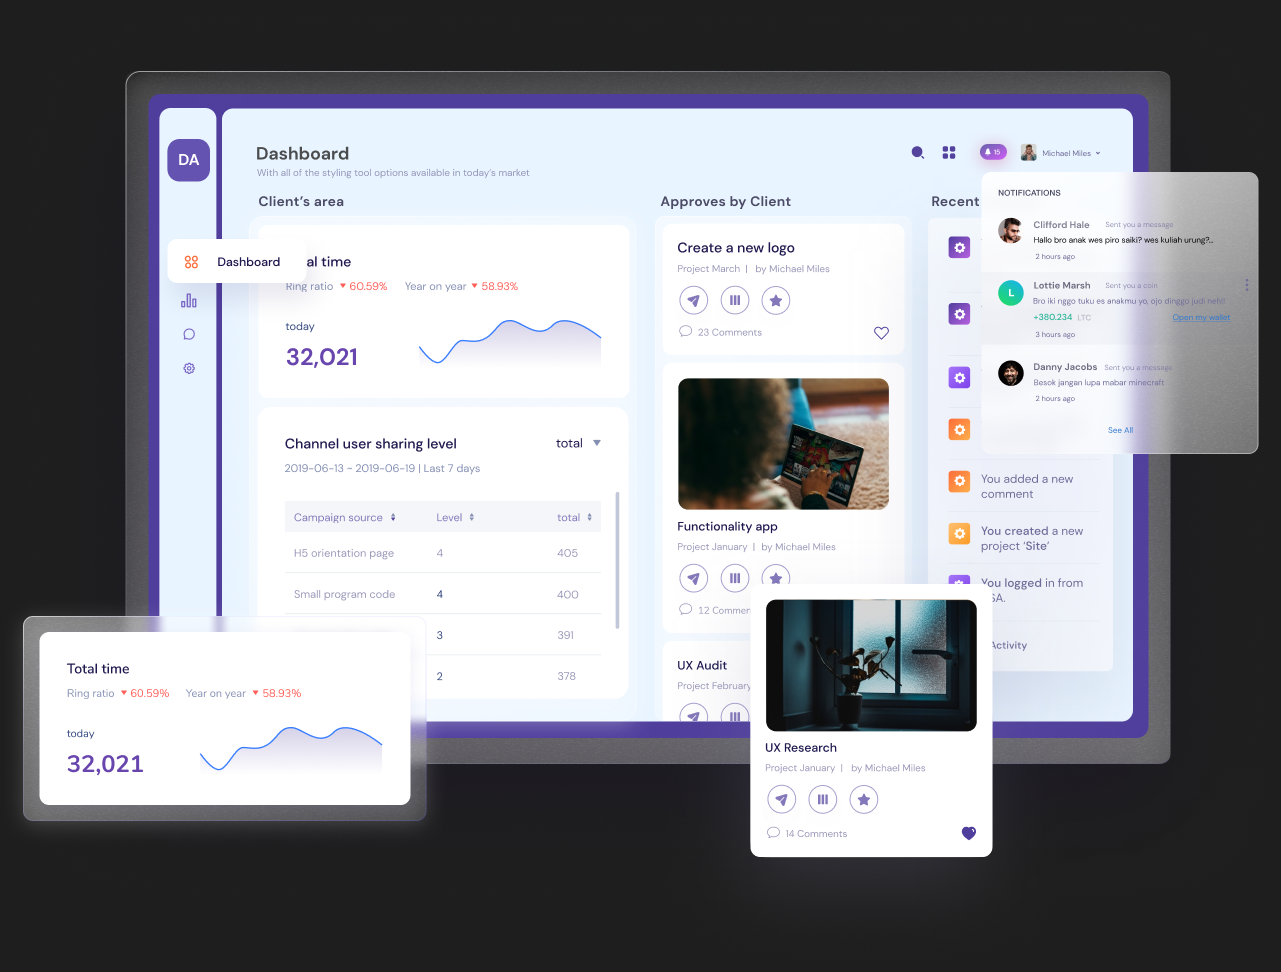 DA
Dashboard
With all of the styling tool options available in today's market
15
Michael Miles
Client's area
Approves by Client
Recent
Dashboard
al time
Ring ratio 60.59% Year on year 58.93%
today
32,021
Channel user sharing level
total
2019-06-13 ~ 2019-06-19 | Last 7 days
Campaign source Level total
H5 orientation page 4 405
Small program code 4 400
3 391
2 378
Create a new logo
Project March | by Michael Miles
23 Comments
Functionality app
Project January | by Michael Miles
12 Commen
UX Audit
Project February
NOTIFICATIONS
Clifford Hale Sent you a message
Hallo bro anak wes piro saiki? wes kuliah urung?...
2 hours ago
L
Lottie Marsh Sent you a coin
Bro iki nggo tuku es anakmu yo, ojo dinggo judi neh!!
+380.234 LTC Open my wallet
3 hours ago
Danny Jacobs Sent you a message
Besok jangan lupa mabar minecraft
2 hours ago
See All
You added a new
comment
You created a new
project 'Site'
You logged in from
SA.
Activity
Total time
Ring ratio 60.59% Year on year 58.93%
today
32,021
UX Research
Project January | by Michael Miles
14 Comments